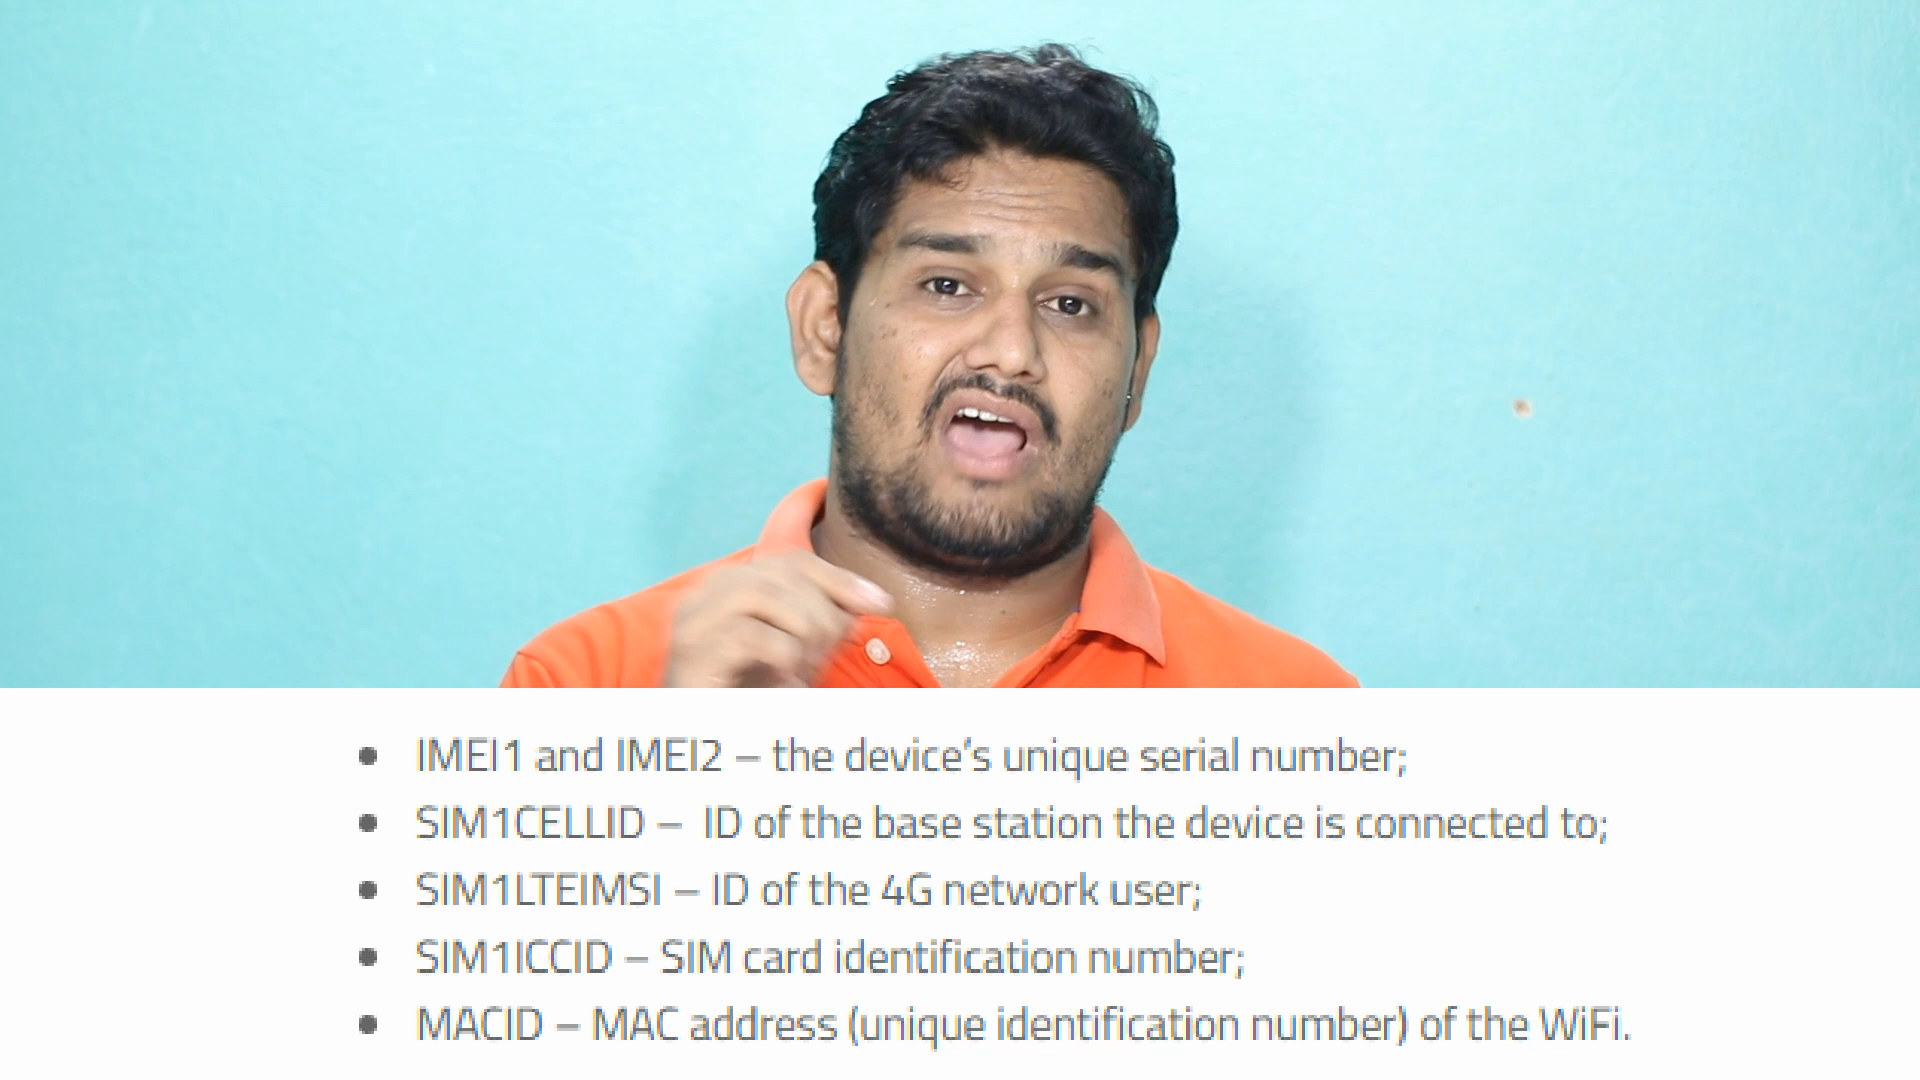 • IMEI1 and IMEI2 – the device’s unique serial number;
• SIM1CELLID –  ID of the base station the device is connected to;
• SIM1LTEIMSI – ID of the 4G network user;
• SIM1ICCID – SIM card identification number;
• MACID – MAC address (unique identification number) of the WiFi.